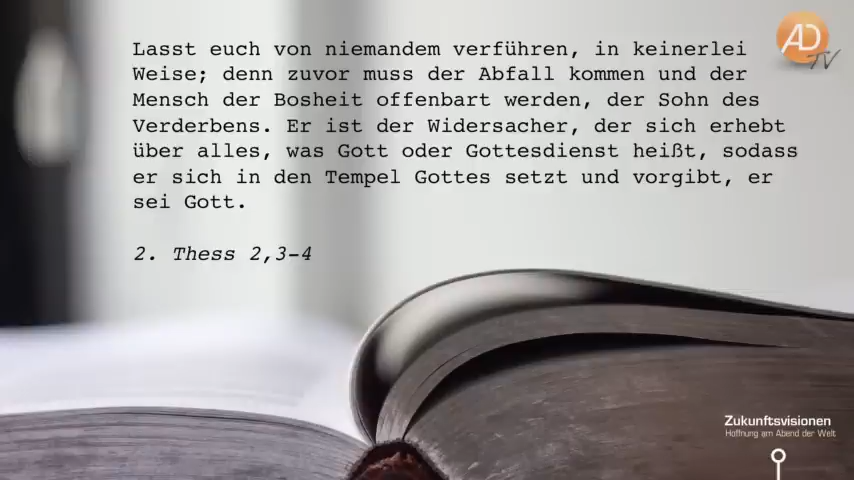 Lasst euch von niemandem verführen, in keinerlei
Weise; denn zuvor muss der Abfall kommen und der
Mensch der Bosheit offenbart werden, der Sohn des
Verderbens. Er ist der Widersacher, der sich erhebt
über alles, was Gott oder Gottesdienst heißt, sodass
er sich in den Tempel Gottes setzt und vorgibt, er
sei Gott.
2. Thess 2,3-4
AD
TV
Zukunftsvisionen
Hoffnung am Abend der Welt